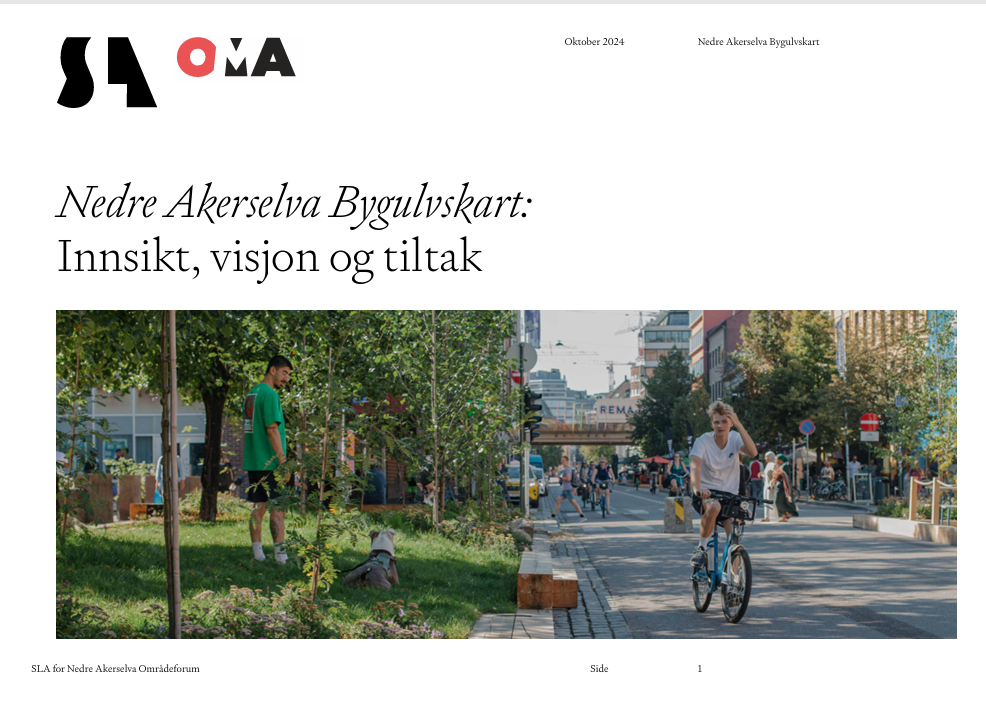 SLA OMA
Oktober 2024
Nedre Akerselva Bygulvskart
Nedre Akerselva Bygulvskart:
Innsikt, visjon og tiltak
REMA
SLA for Nedre Akerselva Områdeforum
Side
1